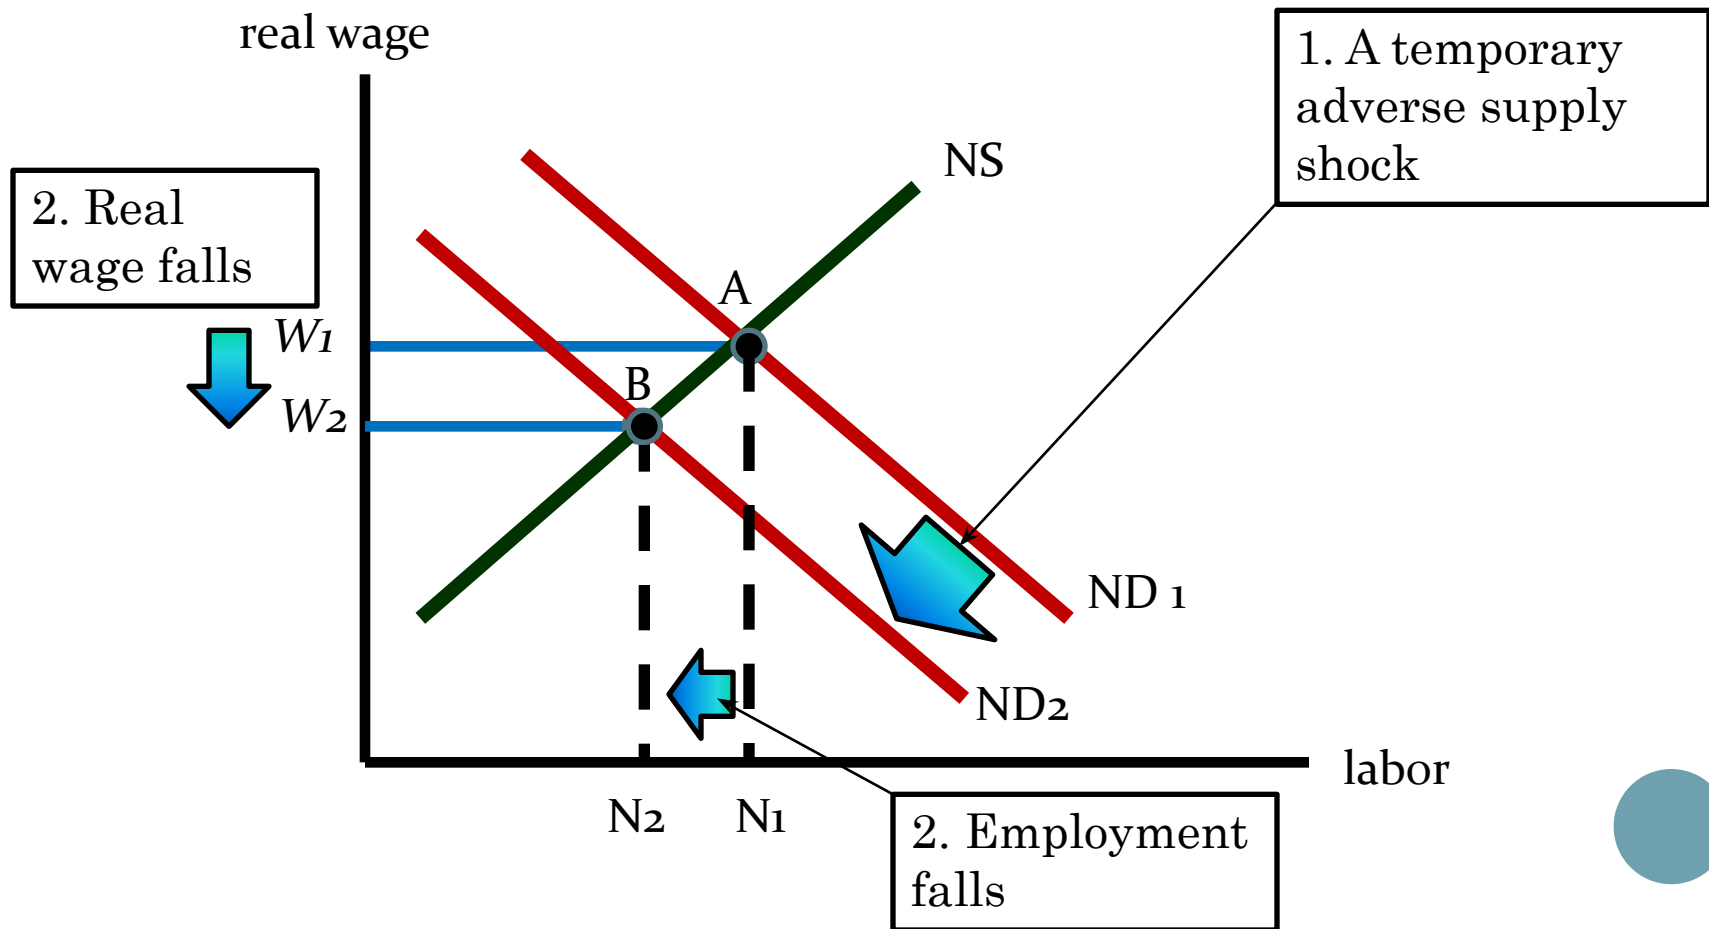 real wage
1. A temporary
adverse supply
shock
NS
2. Real
wage falls
A
W1
B
W2
ND 1
ND2
labor
N2
N1
2. Employment
falls